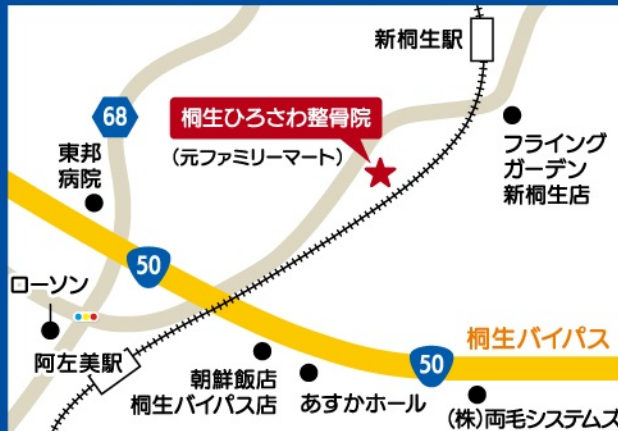 新桐生駅
68
桐生ひろさわ整骨院
(元ファミリーマート)
東邦
病院
フライング
ガーデン
新桐生店
50
ローソン
阿左美駅
桐生バイパス
50
朝鮮飯店
桐生バイパス店
あすかホール
(株)両毛システムズ